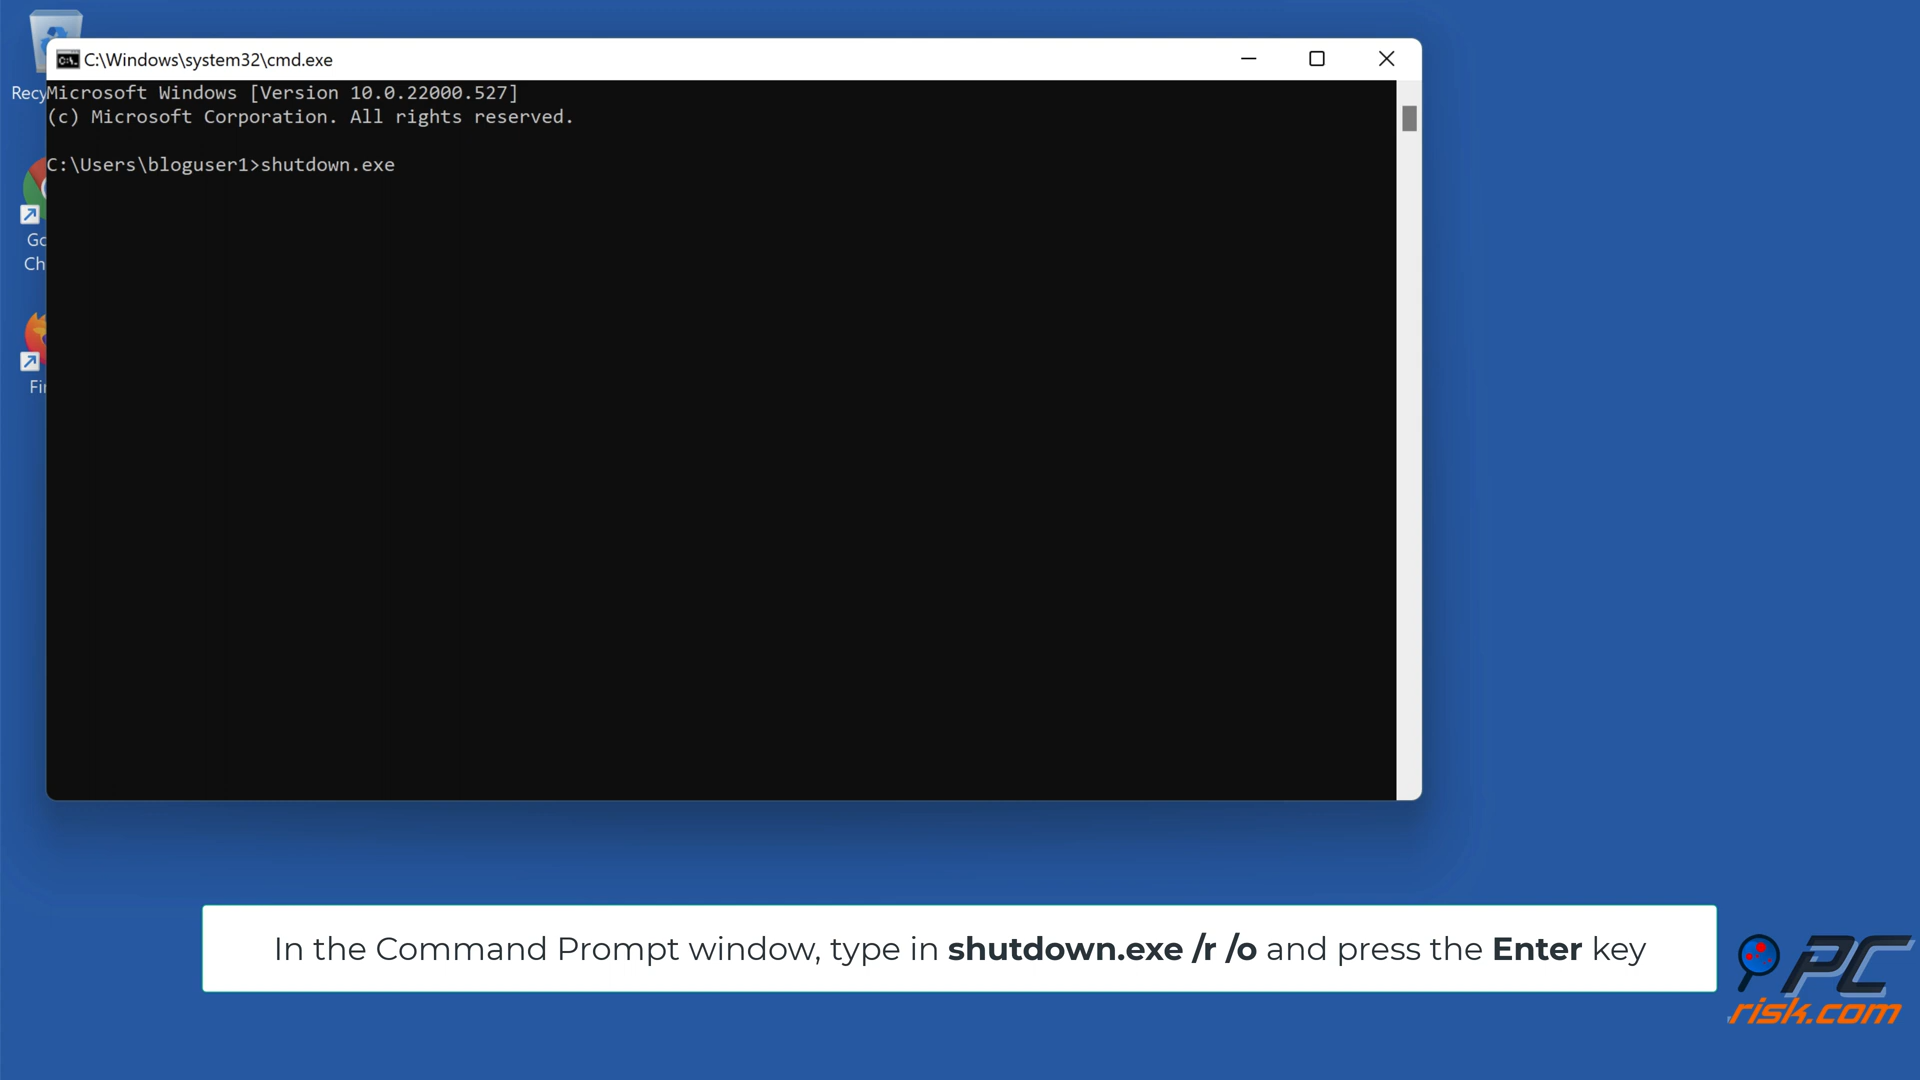 C:\Windows\system32\cmd.exe
Recy
Microsoft Windows [Version 10.0.22000.527]
(c) Microsoft Corporation. All rights reserved.
C:\Users\bloguser1>shutdown.exe
Go
Ch
Fir
In the Command Prompt window, type in shutdown.exe /r /o and press the Enter key
PC
risk.com